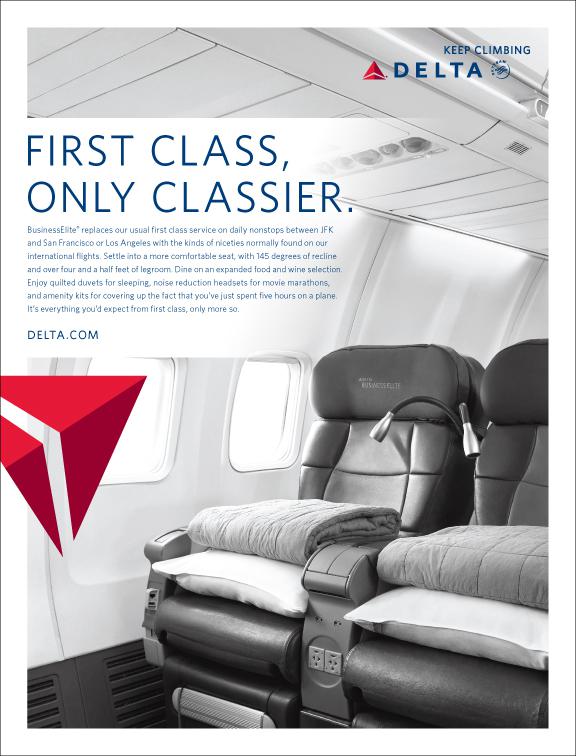 KEEP CLIMBING
DELTA
FIRST CLASS,
ONLY CLASSIER.
BusinessElite® replaces our usual first class service on daily nonstops between JFK
and San Francisco or Los Angeles with the kinds of niceties normally found on our
international flights. Settle into a more comfortable seat, with 145 degrees of recline
and over four and a half feet of legroom. Dine on an expanded food and wine selection.
Enjoy quilted duvets for sleeping, noise reduction headsets for movie marathons,
and amenity kits for covering up the fact that you've just spent five hours on a plane.
It's everything you'd expect from first class, only more so.
DELTA.COM
DELTA
BUSINESSELITE